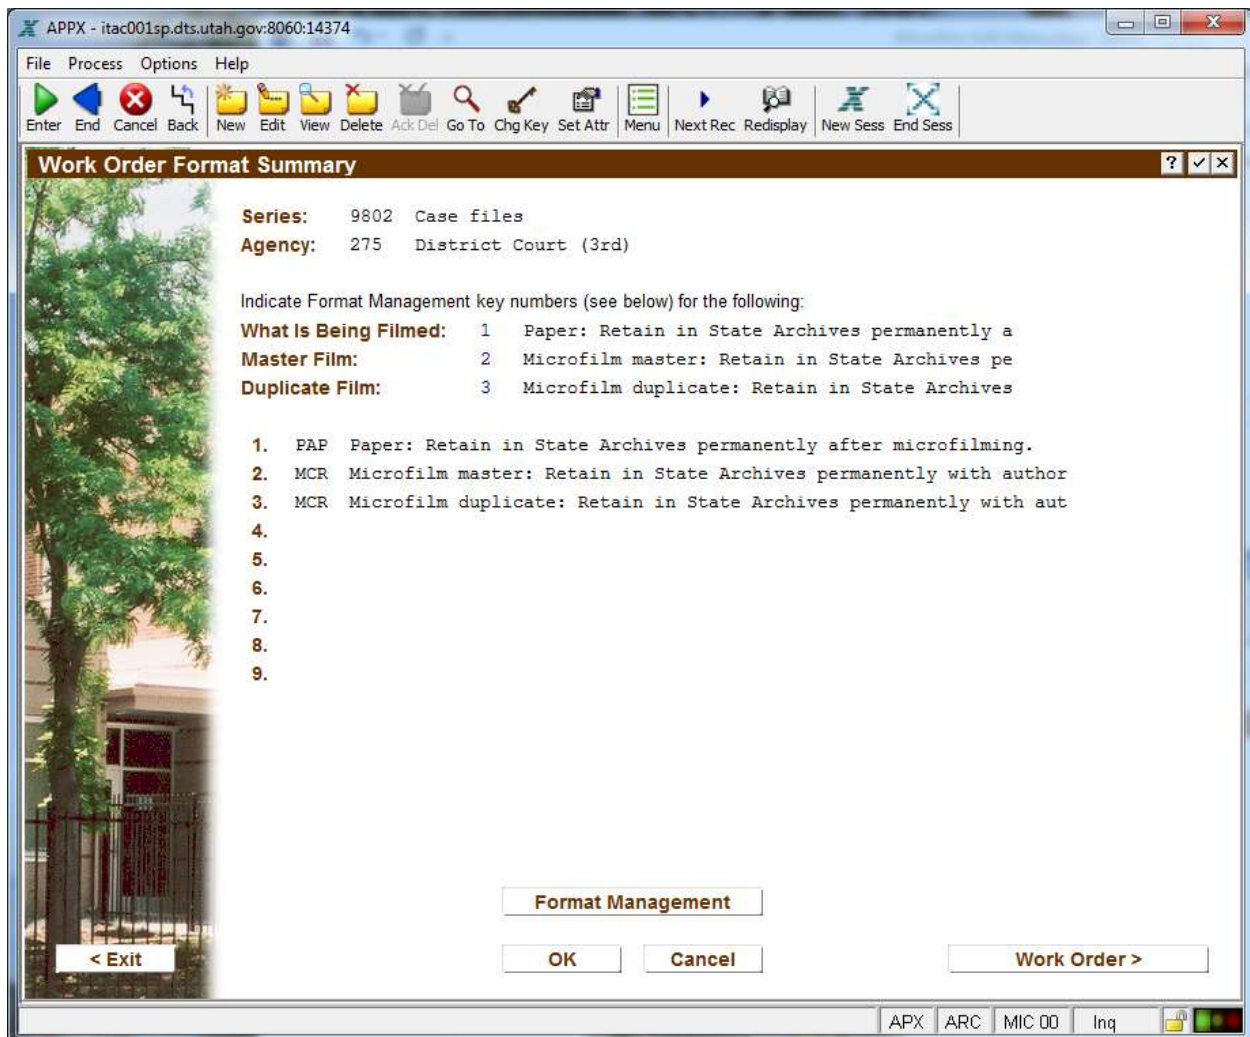 APPX - itac001sp.dts.utah.gov:8060:14374
File Process Options Help
Enter End Cancel Back New Edit View Delete Ack Del Go To Chg Key Set Attr Menu Next Rec Redisplay New Sess End Sess
Work Order Format Summary
Series: 9802 Case files
Agency: 275 District Court (3rd)
Indicate Format Management key numbers (see below) for the following:
What Is Being Filmed: 1 Paper: Retain in State Archives permanently a
Master Film: 2 Microfilm master: Retain in State Archives pe
Duplicate Film: 3 Microfilm duplicate: Retain in State Archives
1. PAP Paper: Retain in State Archives permanently after microfilming.
2. MCR Microfilm master: Retain in State Archives permanently with author
3. MCR Microfilm duplicate: Retain in State Archives permanently with aut
4.
5.
6.
7.
8.
9.
Format Management
< Exit OK Cancel Work Order >
APX ARC MIC 00 Inq